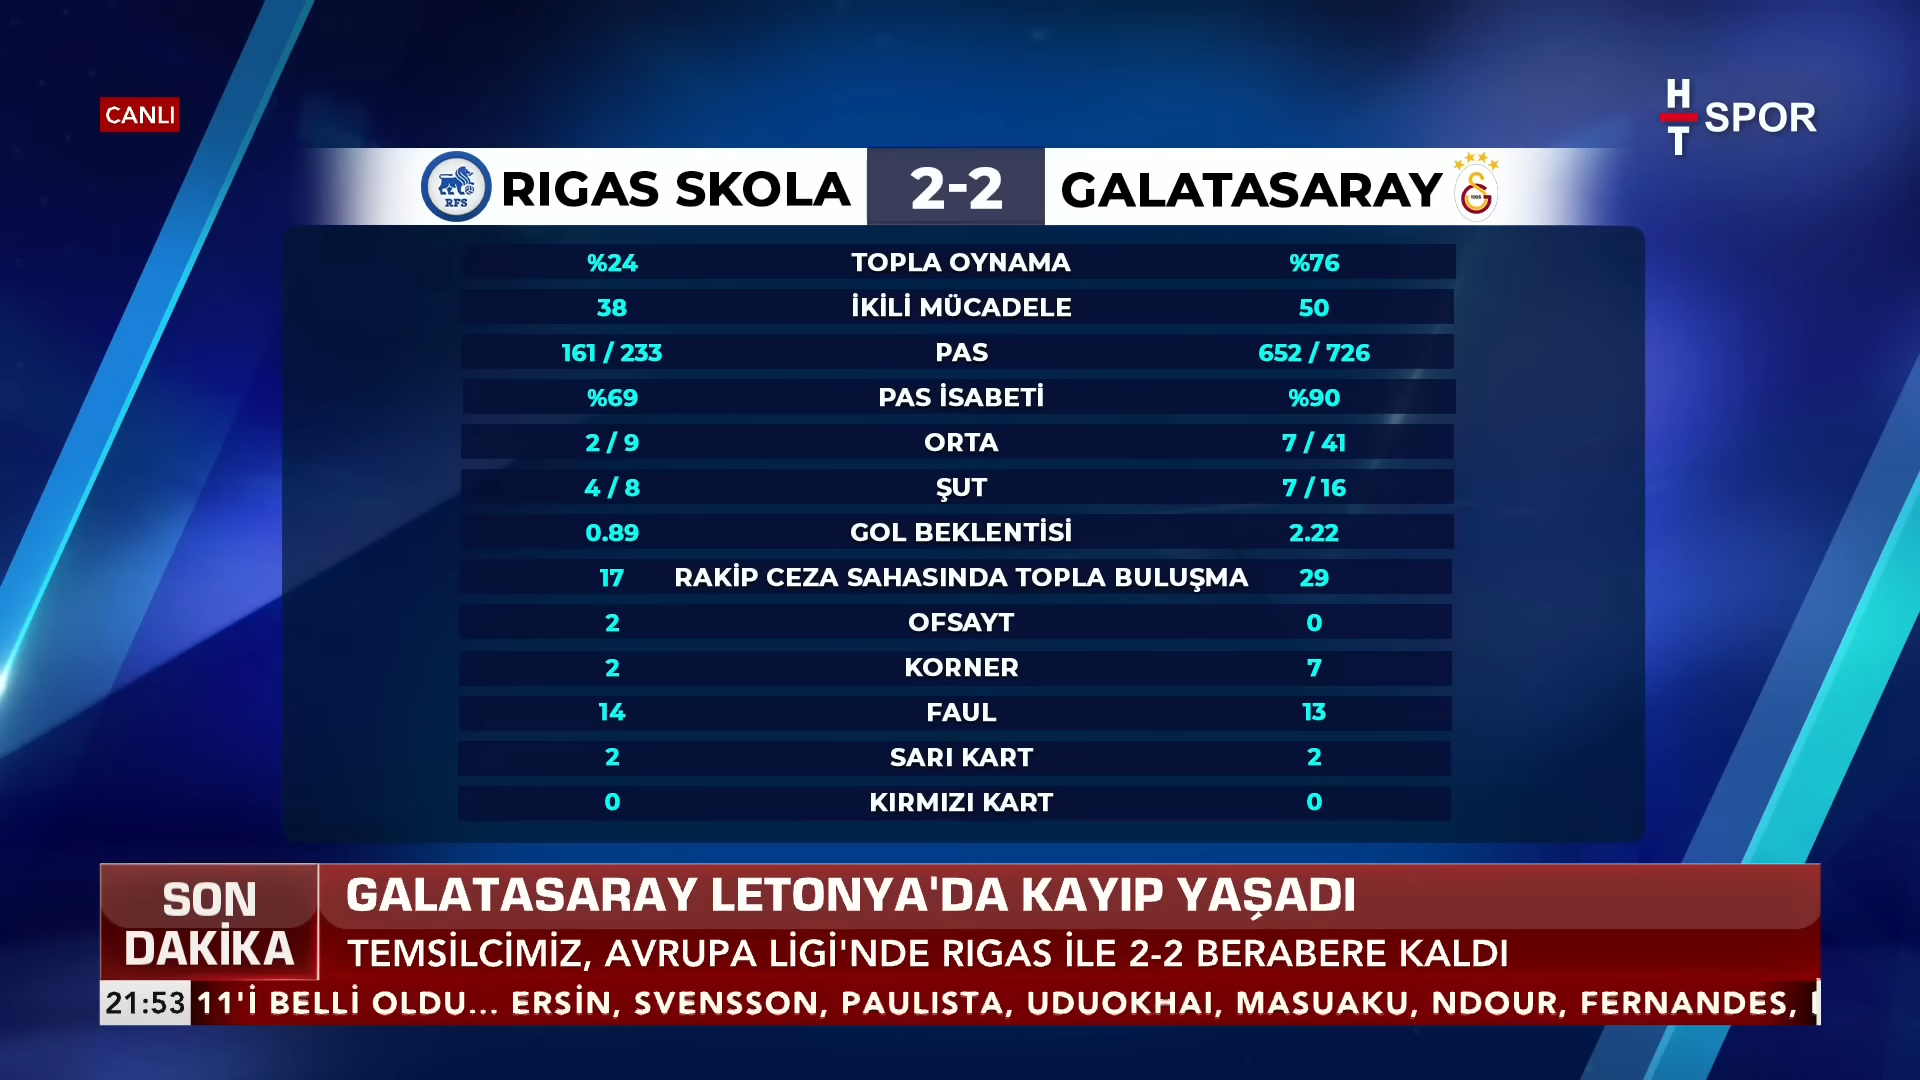 CANLI
HT SPOR
RFS RIGAS SKOLA 2-2 GALATASARAY
%24 TOPLA OYNAMA %76
38 İKİLİ MÜCADELE 50
161 / 233 PAS 652 / 726
%69 PAS İSABETİ %90
2 / 9 ORTA 7 / 41
4 / 8 ŞUT 7 / 16
0.89 GOL BEKLENTİSİ 2.22
17 RAKİP CEZA SAHASINDA TOPLA BULUŞMA 29
2 OFSAYT 0
2 KORNER 7
14 FAUL 13
2 SARI KART 2
0 KIRMIZI KART 0
SON DAKİKA
GALATASARAY LETONYA'DA KAYIP YAŞADI
TEMSİLCİMİZ, AVRUPA LİGİ'NDE RIGAS İLE 2-2 BERABERE KALDI
21:53 11'İ BELLİ OLDU... ERSİN, SVENSSON, PAULISTA, UDUOKHAI, MASUAKU, NDOUR, FERNANDES,